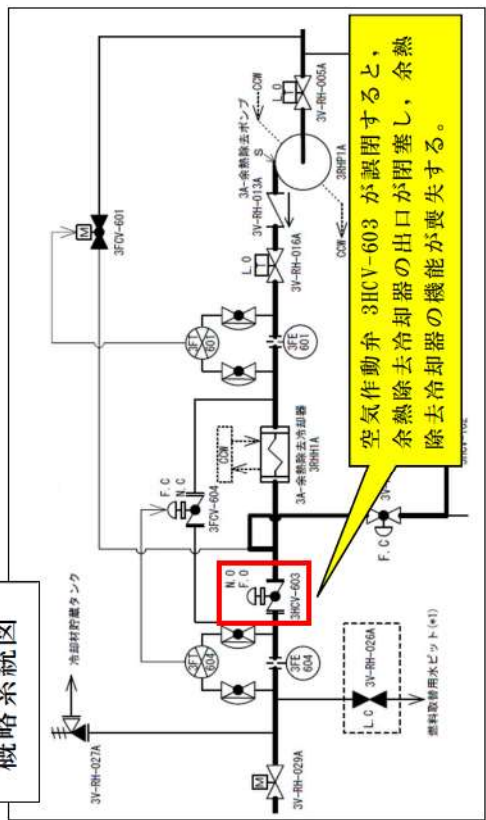 概略系統図
冷却材貯蔵タンク
3V-RH-027A
3V-RH-029A
M
604
3FE
604
L.C
3V-RH-026A
燃料取替用水ピット(*1)
N.O
F.O
3HCV-603
F.C
N.C
3FCV-604
CCW
3A-余熱除去冷却器
3RHH1A
F.C
601
3FE
601
M
3FCV-601
L.O
3V-RH-016A
3V-RH-013A
3A-余熱除去ポンプ
S
CCW
CCW
3RHP1A
L.O
3V-RH-005A
空気作動弁 3HCV-603 が誤閉すると，
余熱除去冷却器の出口が閉塞し，余熱
除去冷却器の機能が喪失する。